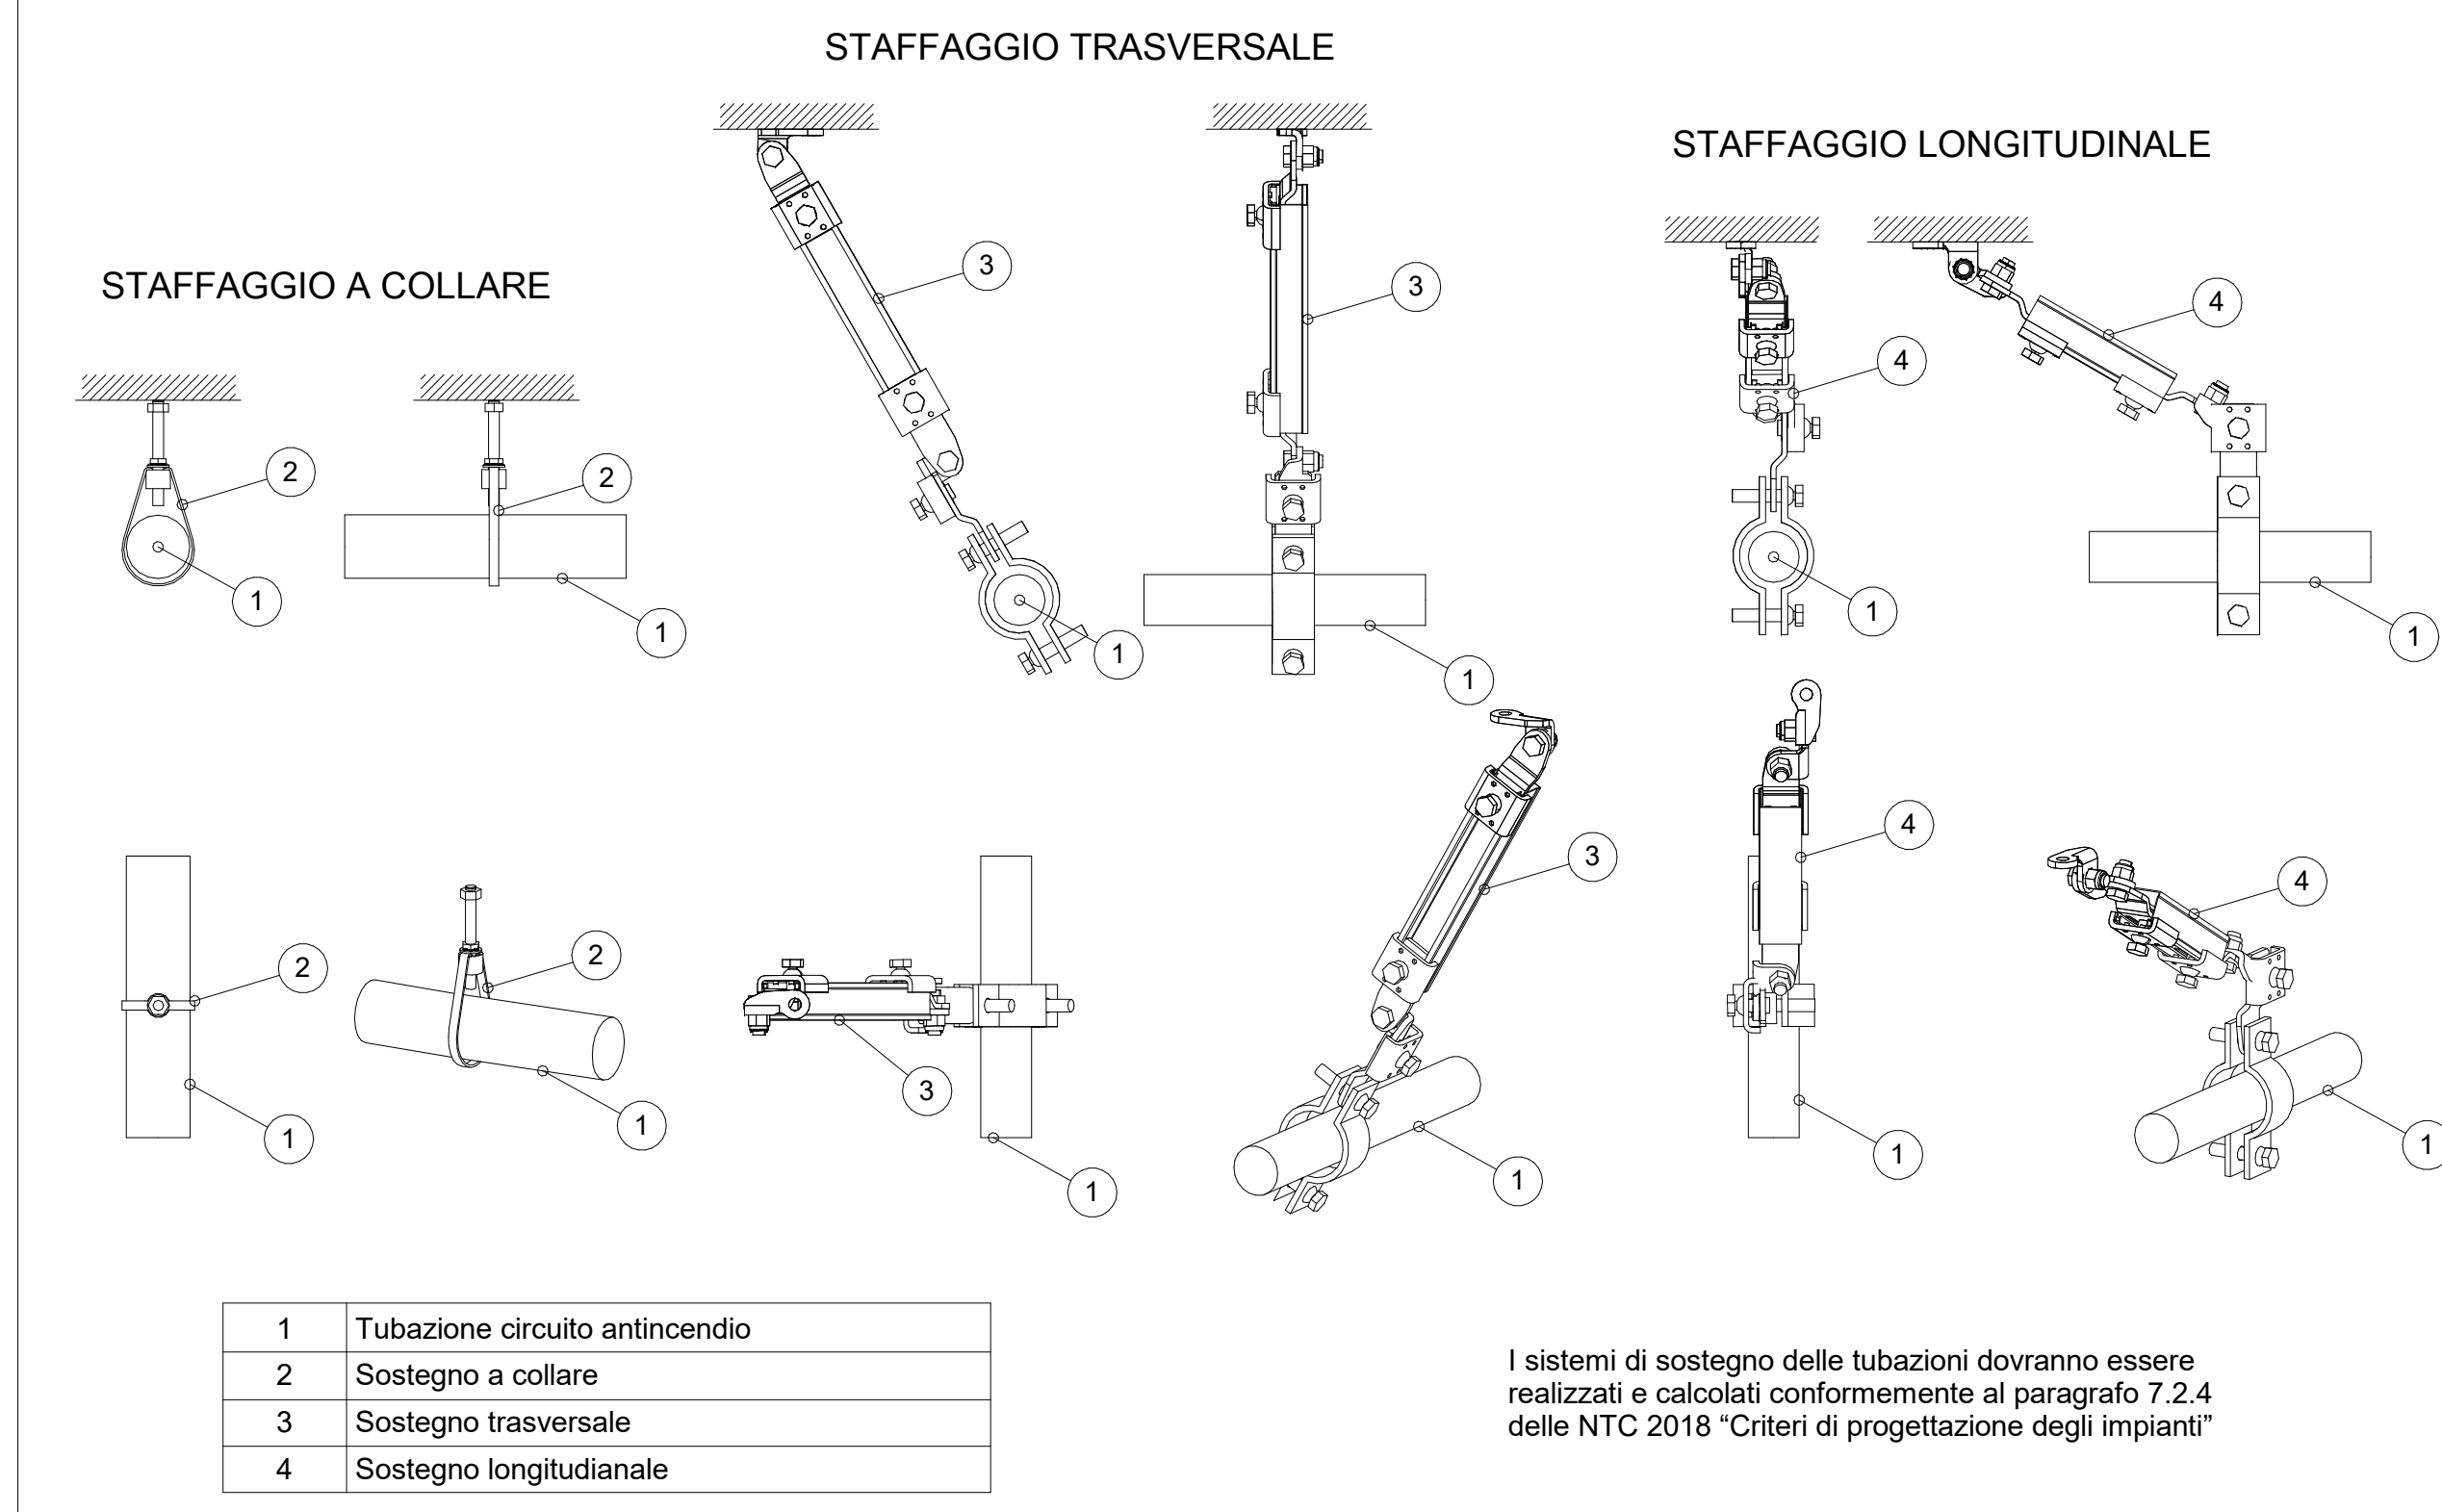 STAFFAGGIO TRASVERSALE
STAFFAGGIO LONGITUDINALE
STAFFAGGIO A COLLARE
3
3
4
4
2
2
1
1
1
1
1
1
3
4
4
2
2
3
1
1
1
1
1
1
1 Tubazione circuito antincendio
2 Sostegno a collare
3 Sostegno trasversale
4 Sostegno longitudianale
I sistemi di sostegno delle tubazioni dovranno essere
realizzati e calcolati conformemente al paragrafo 7.2.4
delle NTC 2018 “Criteri di progettazione degli impianti”